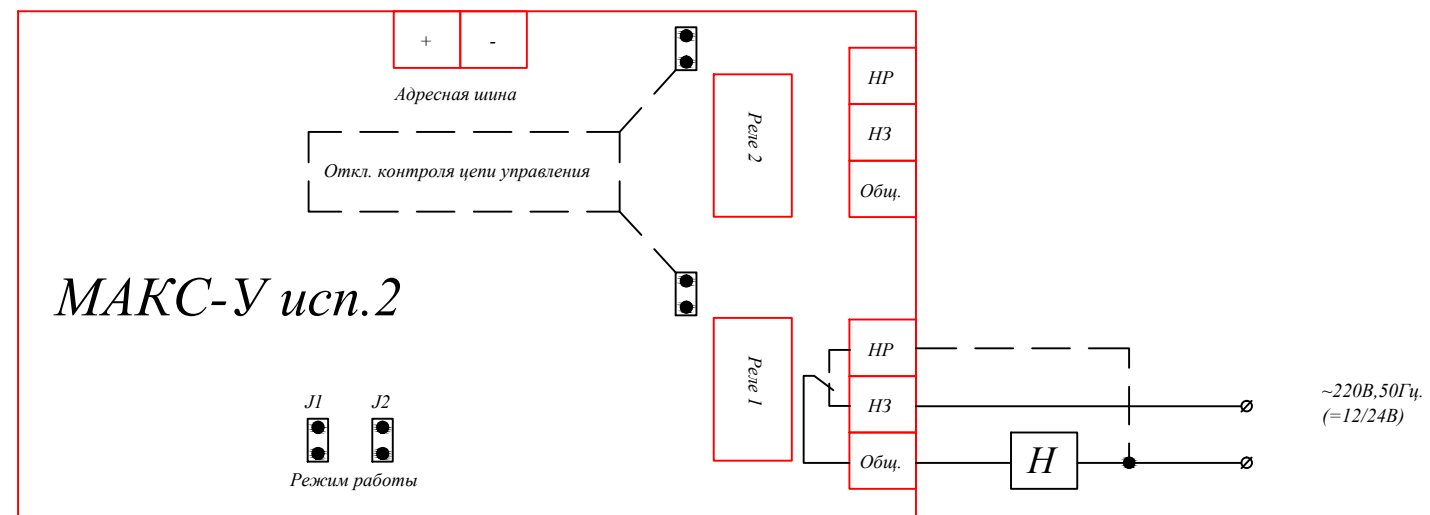 + -
Адресная шина
НР
Реле 2
НЗ
Откл. контроля цепи управления
Общ.
МАКС-У исп.2
НР
Реле 1
J1 J2
НЗ
~220В,50Гц.
(=12/24В)
Общ.
Н
Режим работы